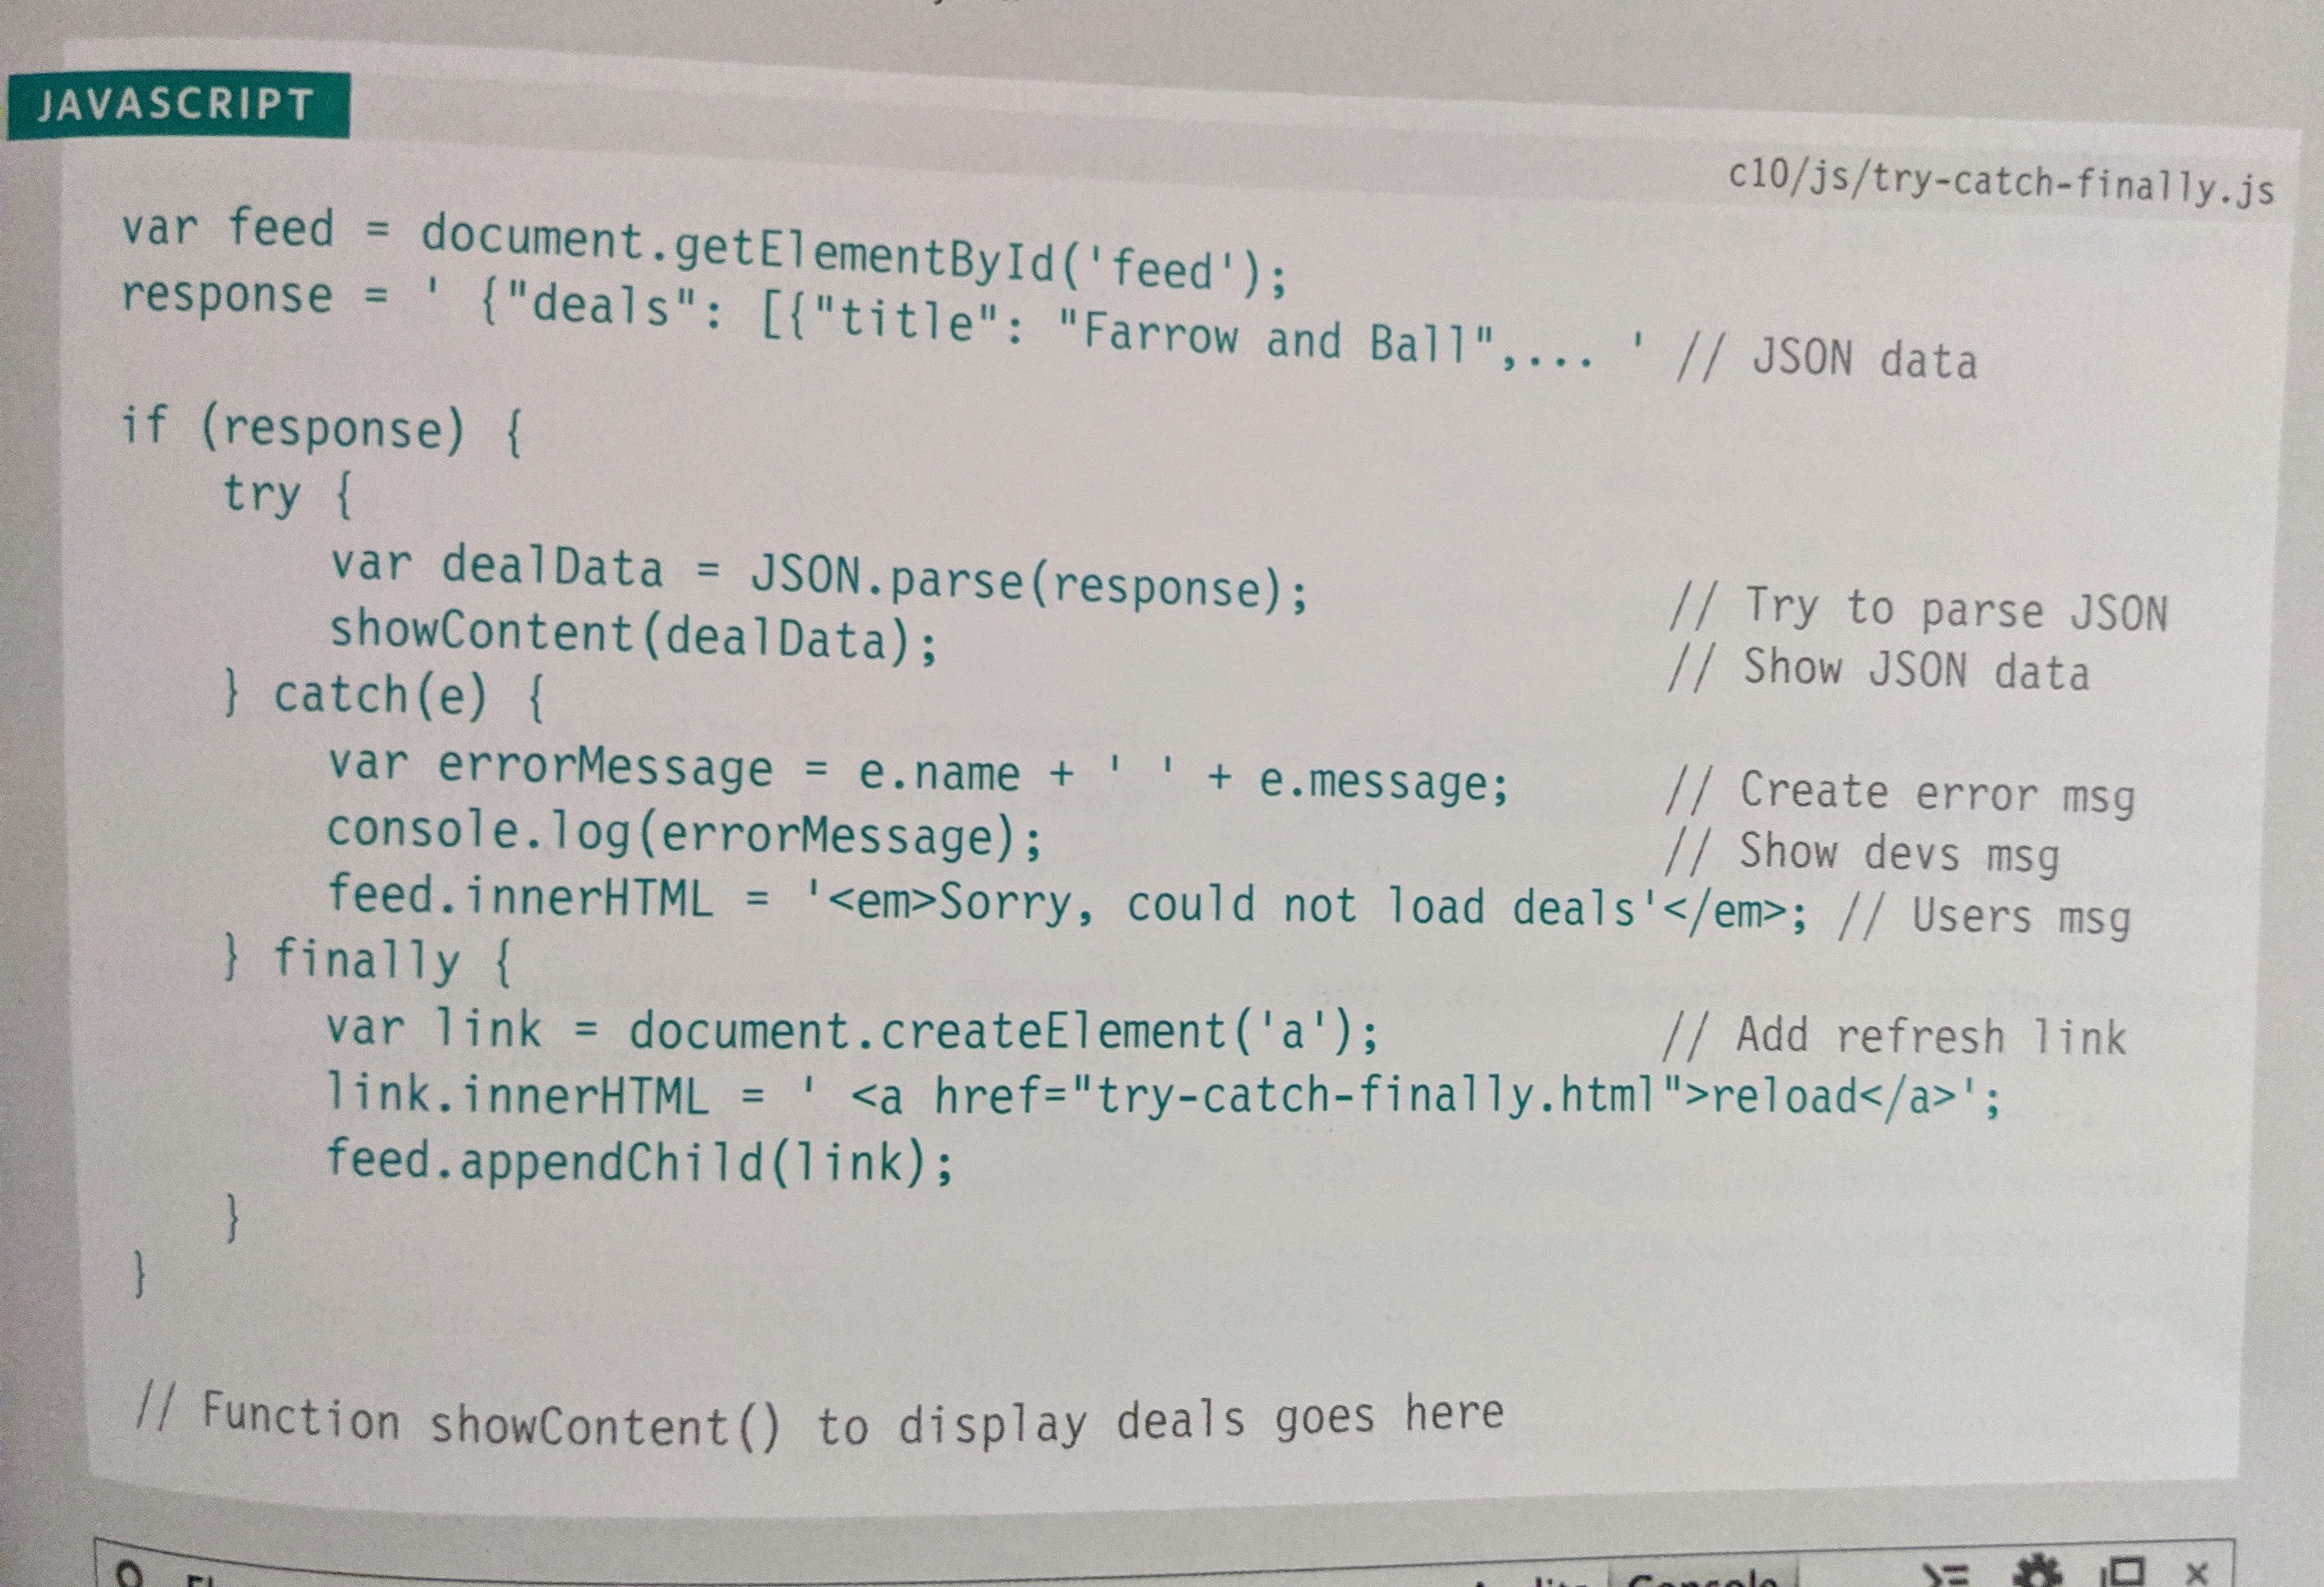 JAVASCRIPT
c10/js/try-catch-finally.js
var feed = document.getElementById('feed');
response = ' {"deals": [{"title": "Farrow and Ball",... ' // JSON data
if (response) {
try {
var dealData = JSON.parse(response); // Try to parse JSON
showContent(dealData); // Show JSON data
} catch(e) {
var errorMessage = e.name + ' ' + e.message; // Create error msg
console.log(errorMessage); // Show devs msg
feed.innerHTML = '<em>Sorry, could not load deals'</em>; // Users msg
} finally {
var link = document.createElement('a'); // Add refresh link
link.innerHTML = ' <a href="try-catch-finally.html">reload</a>';
feed.appendChild(link);
}
}
// Function showContent() to display deals goes here
Console